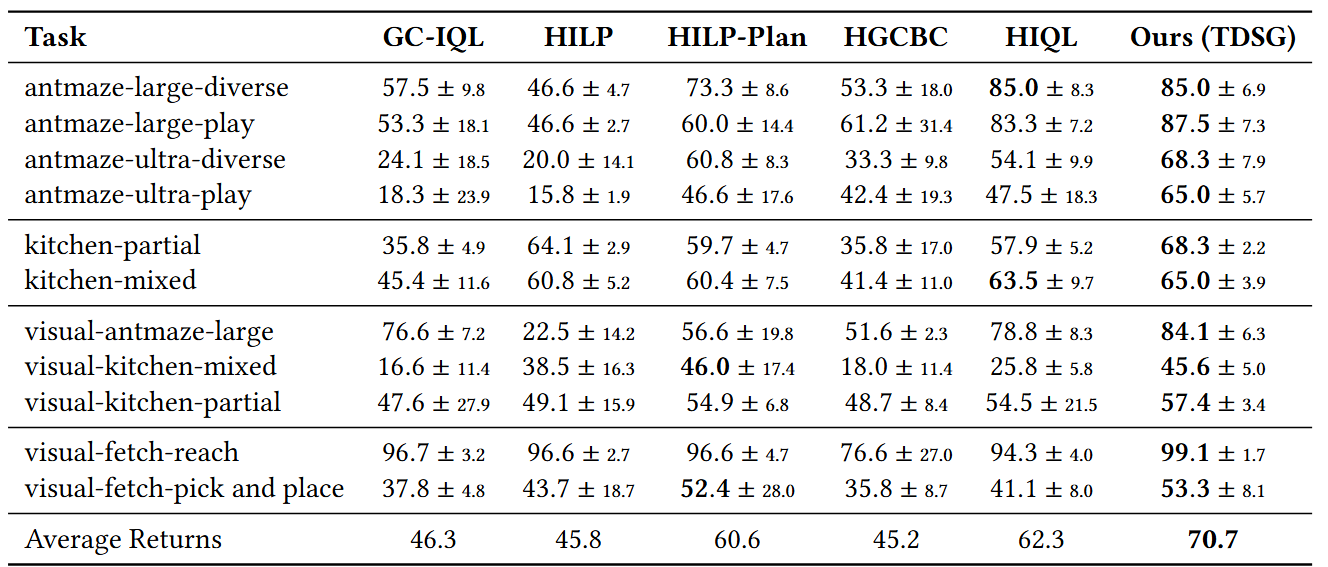 Task GC-IQL HILP HILP-Plan HGCBC HIQL Ours (TDSG)
antmaze-large-diverse 57.5 ± 9.8 46.6 ± 4.7 73.3 ± 8.6 53.3 ± 18.0 85.0 ± 8.3 85.0 ± 6.9
antmaze-large-play 53.3 ± 18.1 46.6 ± 2.7 60.0 ± 14.4 61.2 ± 31.4 83.3 ± 7.2 87.5 ± 7.3
antmaze-ultra-diverse 24.1 ± 18.5 20.0 ± 14.1 60.8 ± 8.3 33.3 ± 9.8 54.1 ± 9.9 68.3 ± 7.9
antmaze-ultra-play 18.3 ± 23.9 15.8 ± 1.9 46.6 ± 17.6 42.4 ± 19.3 47.5 ± 18.3 65.0 ± 5.7
kitchen-partial 35.8 ± 4.9 64.1 ± 2.9 59.7 ± 4.7 35.8 ± 17.0 57.9 ± 5.2 68.3 ± 2.2
kitchen-mixed 45.4 ± 11.6 60.8 ± 5.2 60.4 ± 7.5 41.4 ± 11.0 63.5 ± 9.7 65.0 ± 3.9
visual-antmaze-large 76.6 ± 7.2 22.5 ± 14.2 56.6 ± 19.8 51.6 ± 2.3 78.8 ± 8.3 84.1 ± 6.3
visual-kitchen-mixed 16.6 ± 11.4 38.5 ± 16.3 46.0 ± 17.4 18.0 ± 11.4 25.8 ± 5.8 45.6 ± 5.0
visual-kitchen-partial 47.6 ± 27.9 49.1 ± 15.9 54.9 ± 6.8 48.7 ± 8.4 54.5 ± 21.5 57.4 ± 3.4
visual-fetch-reach 96.7 ± 3.2 96.6 ± 2.7 96.6 ± 4.7 76.6 ± 27.0 94.3 ± 4.0 99.1 ± 1.7
visual-fetch-pick and place 37.8 ± 4.8 43.7 ± 18.7 52.4 ± 28.0 35.8 ± 8.7 41.1 ± 8.0 53.3 ± 8.1
Average Returns 46.3 45.8 60.6 45.2 62.3 70.7